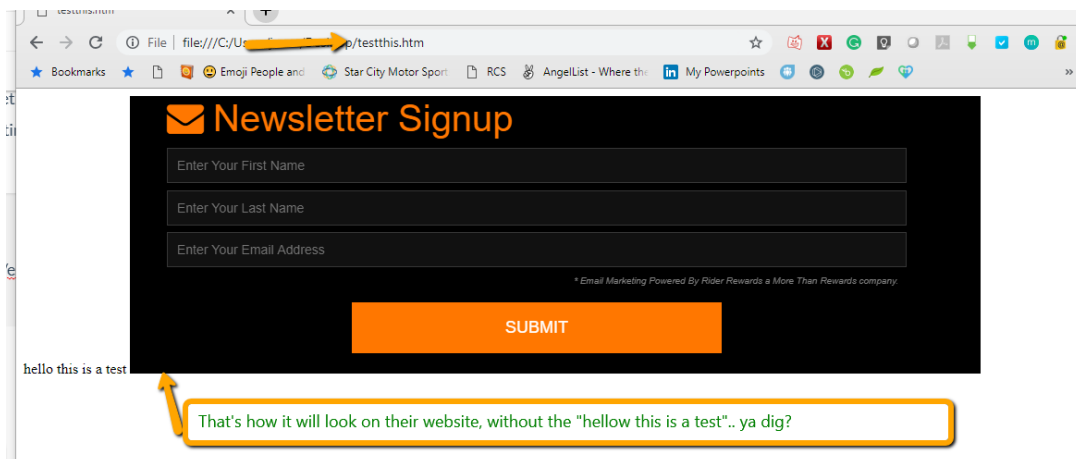 testthis.htm
File file:///C:/ /testthis.htm
Bookmarks Emoji People and Star City Motor Sport RCS AngelList - Where the My Powerpoints »
Newsletter Signup
Enter Your First Name
Enter Your Last Name
Enter Your Email Address
* Email Marketing Powered By Rider Rewards a More Than Rewards company.
SUBMIT
hello this is a test
That's how it will look on their website, without the "hellow this is a test".. ya dig?